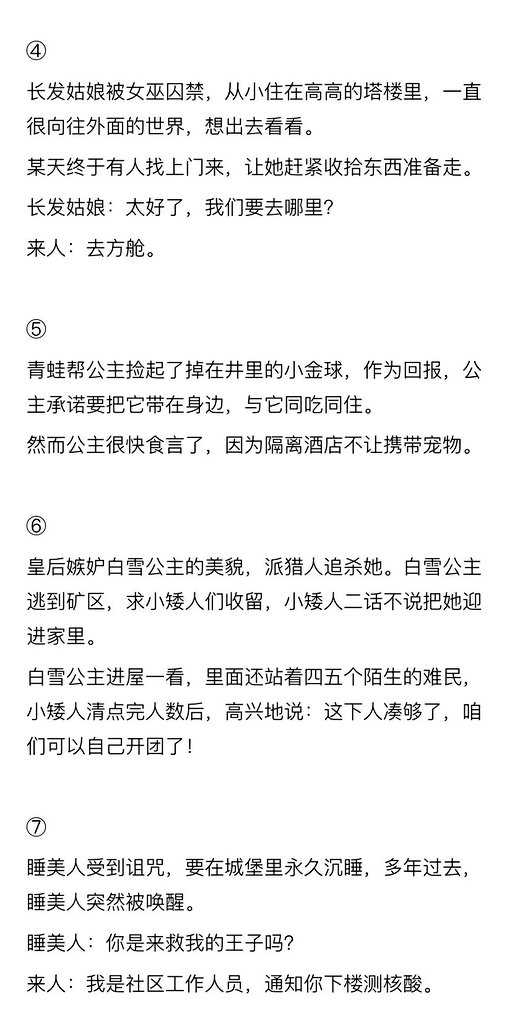 ④
长发姑娘被女巫囚禁，从小住在高高的塔楼里，一直
很向往外面的世界，想出去看看。
某天终于有人找上门来，让她赶紧收拾东西准备走。
长发姑娘：太好了，我们要去哪里？
来人：去方舱。
⑤
青蛙帮公主捡起了掉在井里的小金球，作为回报，公
主承诺要把它带在身边，与它同吃同住。
然而公主很快食言了，因为隔离酒店不让携带宠物。
⑥
皇后嫉妒白雪公主的美貌，派猎人追杀她。白雪公主
逃到矿区，求小矮人们收留，小矮人二话不说把她迎
进家里。
白雪公主进屋一看，里面还站着四五个陌生的难民，
小矮人清点完人数后，高兴地说：这下人凑够了，咱
们可以自己开团了！
⑦
睡美人受到诅咒，要在城堡里永久沉睡，多年过去，
睡美人突然被唤醒。
睡美人：你是来救我的王子吗？
来人：我是社区工作人员，通知你下楼测核酸。